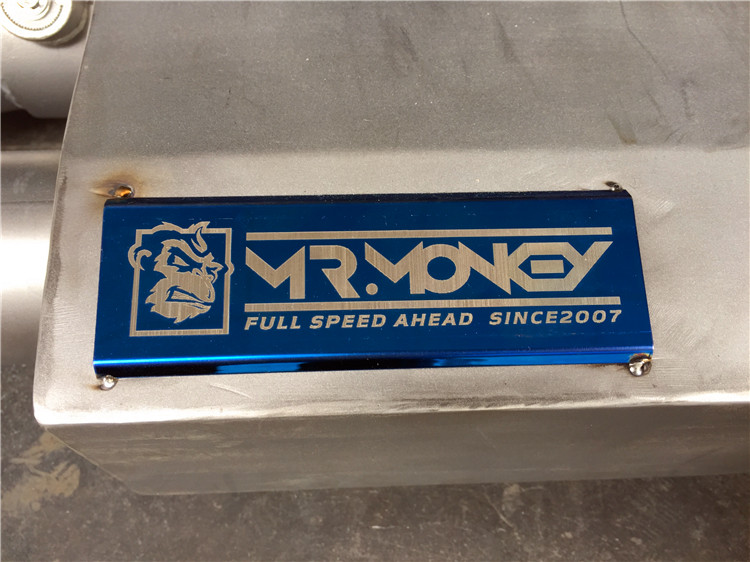 MR.MONKEY
FULL SPEED AHEAD SINCE2007